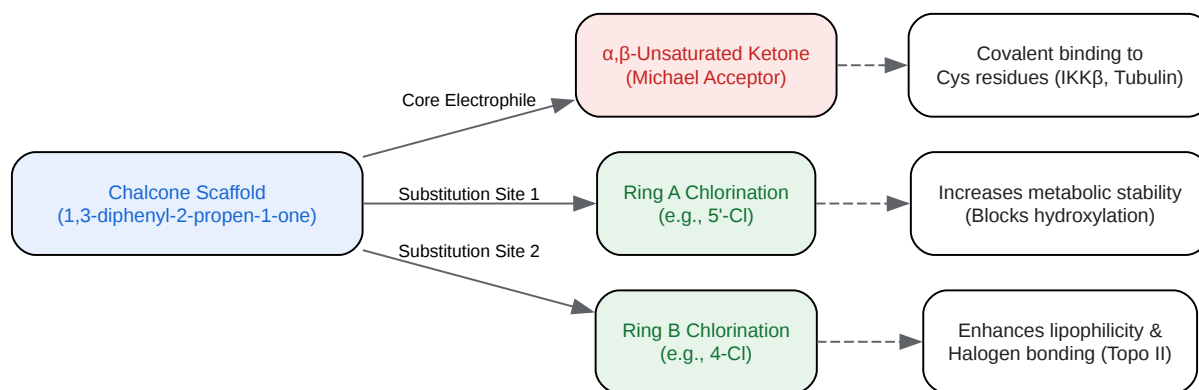 α,β-Unsaturated Ketone
(Michael Acceptor)
Covalent binding to
Cys residues (IKKβ, Tubulin)
Core Electrophile
Chalcone Scaffold
(1,3-diphenyl-2-propen-1-one)
Substitution Site 1
Ring A Chlorination
(e.g., 5'-Cl)
Increases metabolic stability
(Blocks hydroxylation)
Substitution Site 2
Ring B Chlorination
(e.g., 4-Cl)
Enhances lipophilicity &
Halogen bonding (Topo II)